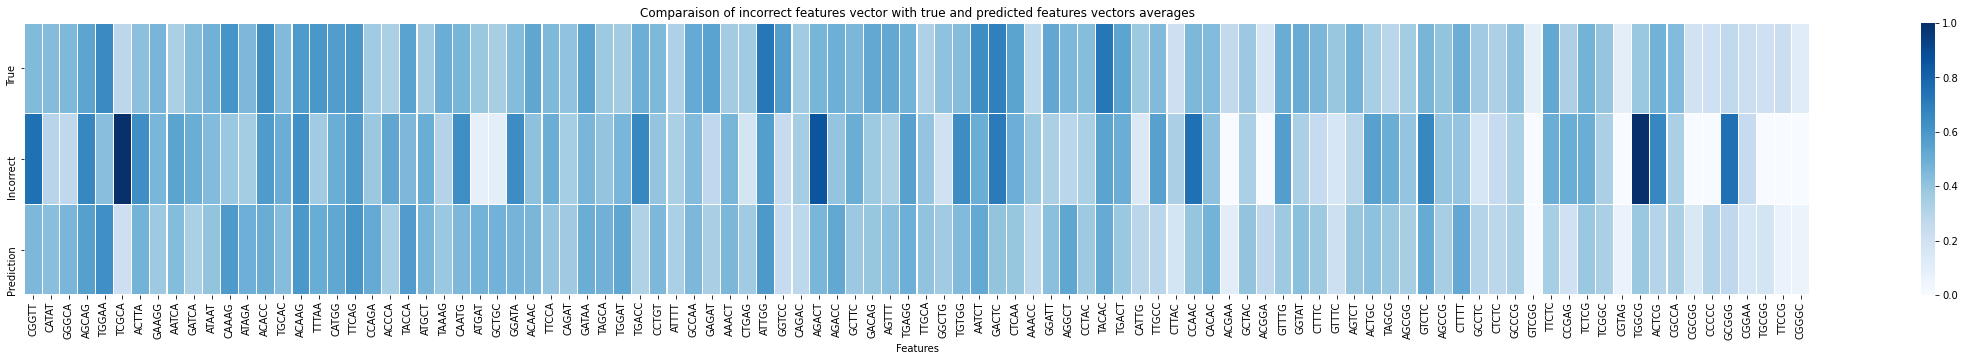 Comparaison of incorrect features vector with true and predicted features vectors averages
True
Incorrect
Prediction
1.0
0.8
0.6
0.4
0.2
0.0
CGGTT CATAT GGGCA AGCAG TGGAA TCGCA ACTTA GAAGG AATCA GATCA ATAAT CAAAG ATAGA ACACC TGCAC ACAAG TTTAA CATGG TTCAG CCAGA ACCCA TACCA ATGCT TAAAG CAATG ATGAT GCTGC GGATA ACAAC TTCCA CAGAT GATAA TAGCA TGGAT TGACC CCTGT ATTTT GCCAA GAGAT AAACT CTGAG ATTGG GGTCC CAGAC AGACT AGACC GCTTC GACAG AGTTT TGAGG TTGCA GGCTG TGTGG AATCT GACTC CTCAA AAACC GGATT AGGCT CCTAC TACAC TGACT CATTG TTGCC CTTAC CCAAC CACAC ACGAA GCTAC ACGGA GTTTG GGTAT CTTTC GTTTC AGTCT ACTGC TAGCG AGCGG GTCTC AGCCG CTTTT GCCTC CTCTC GCCCG GTCGG TTCTC CCGAG TCTCG TCGGC CGTAG TGGCG ACTCG CGCCA CGCGG CCCCC GCGGG CGGAA TGCGG TTCCG CGGGC
Features